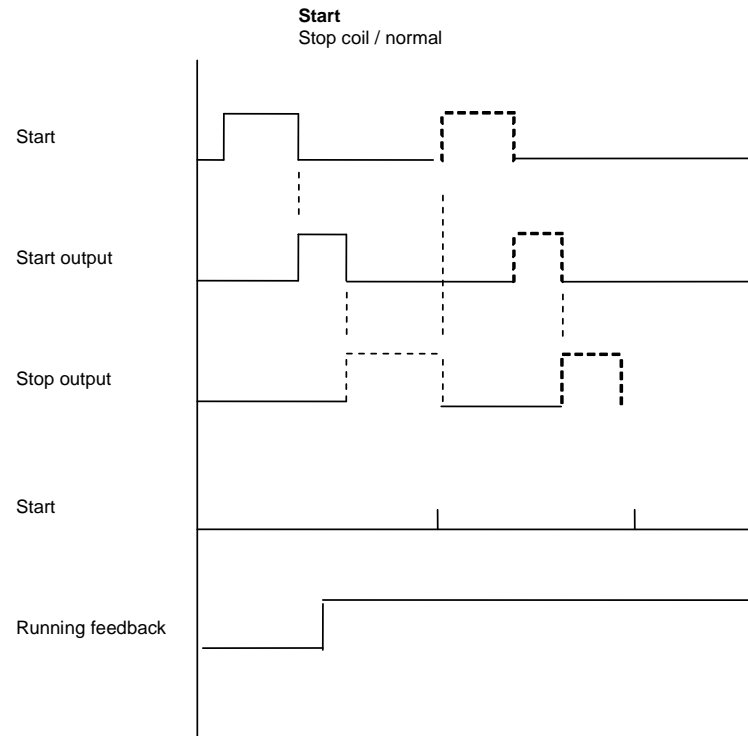 Start
Stop coil / normal
Start
Start output
Stop output
Start
Running feedback